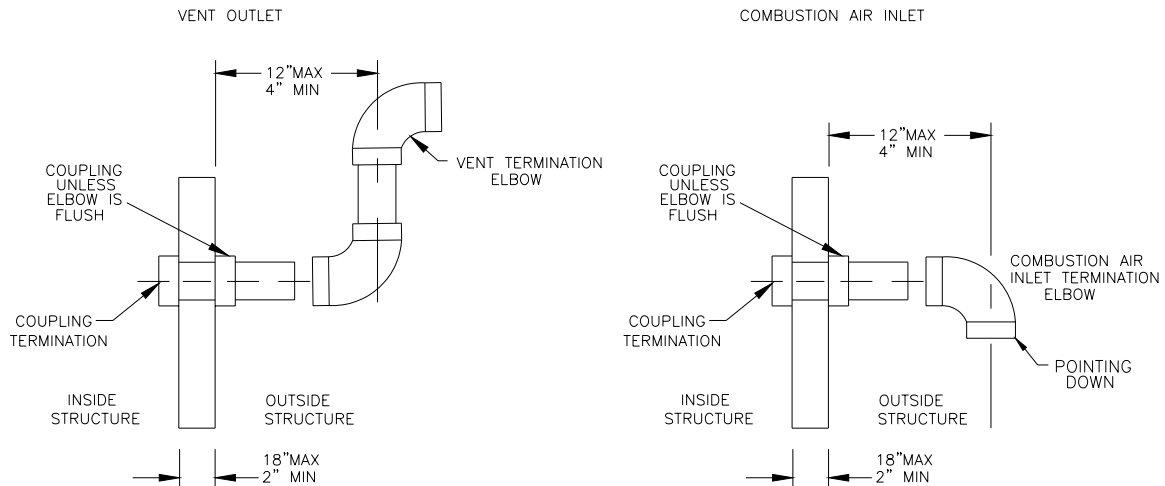 VENT OUTLET
12”MAX
4” MIN
VENT TERMINATION
ELBOW
COUPLING
UNLESS
ELBOW IS
FLUSH
COUPLING
TERMINATION
INSIDE
STRUCTURE
OUTSIDE
STRUCTURE
18”MAX
2” MIN
COMBUSTION AIR INLET
12”MAX
4” MIN
COUPLING
UNLESS
ELBOW IS
FLUSH
COMBUSTION AIR
INLET TERMINATION
ELBOW
COUPLING
TERMINATION
POINTING
DOWN
INSIDE
STRUCTURE
OUTSIDE
STRUCTURE
18”MAX
2” MIN